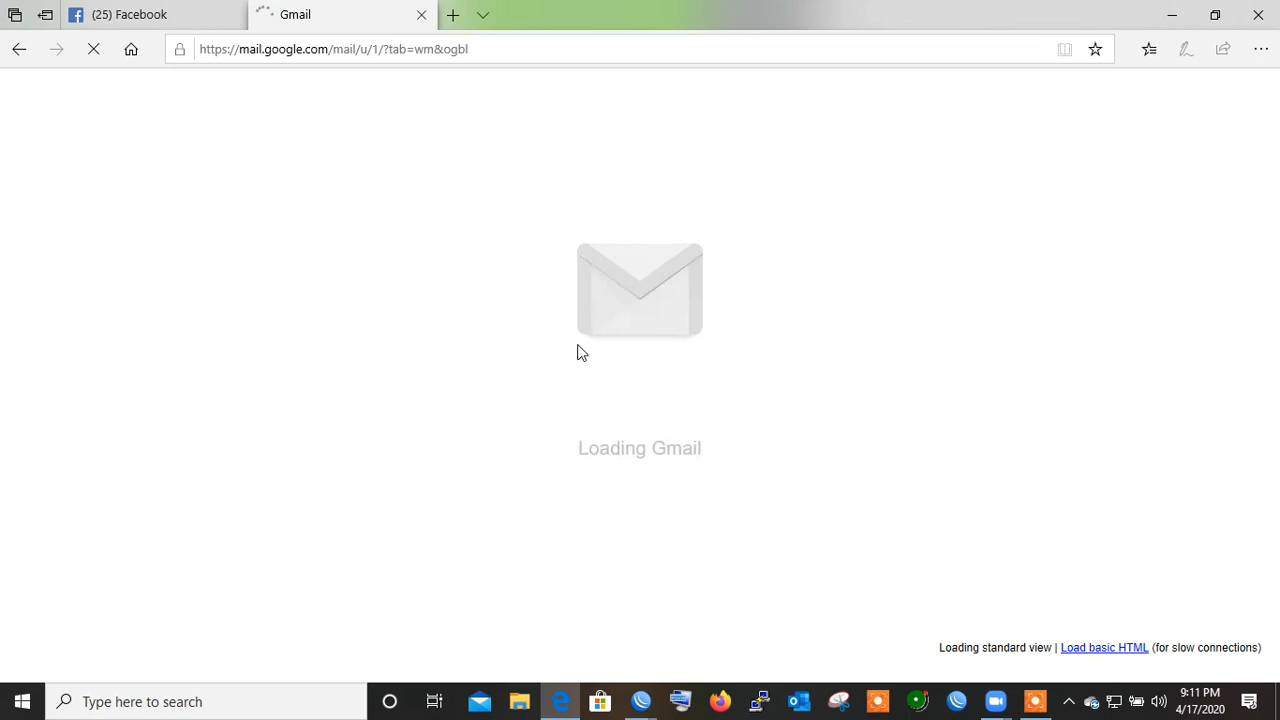 (25) Facebook
Gmail
https://mail.google.com/mail/u/1/?tab=wm&ogbl
Loading Gmail
Loading standard view | Load basic HTML (for slow connections)
Type here to search
9:11 PM
4/17/2020